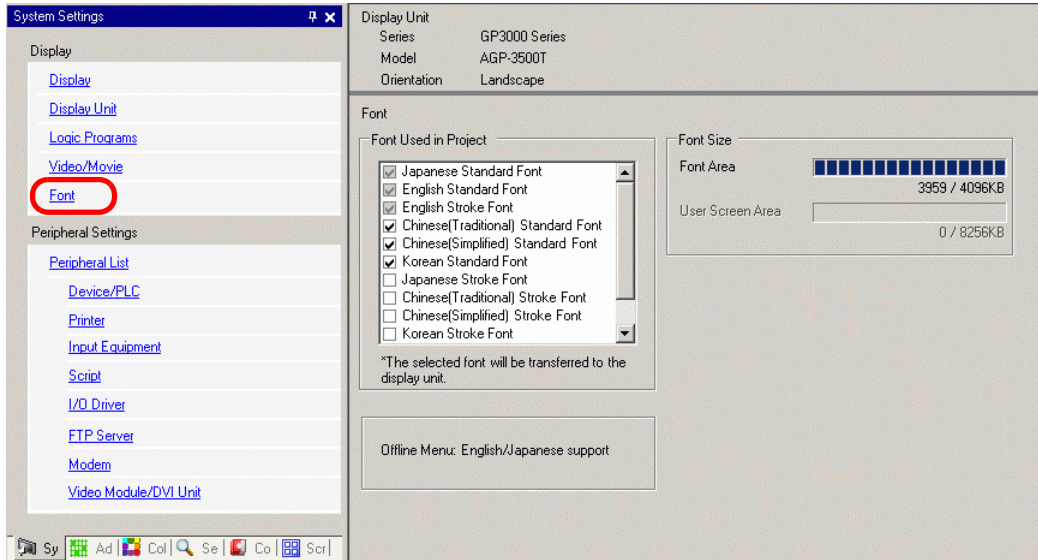 System Settings
Display
Display
Display Unit
Logic Programs
Video/Movie
Font
Peripheral Settings
Peripheral List
Device/PLC
Printer
Input Equipment
Script
I/O Driver
FTP Server
Modem
Video Module/DVI Unit
Sy Ad Col Se Co Scr
Display Unit
Series GP3000 Series
Model AGP-3500T
Orientation Landscape
Font
Font Used in Project
Japanese Standard Font
English Standard Font
English Stroke Font
Chinese(Traditional) Standard Font
Chinese(Simplified) Standard Font
Korean Standard Font
Japanese Stroke Font
Chinese(Traditional) Stroke Font
Chinese(Simplified) Stroke Font
Korean Stroke Font
*The selected font will be transferred to the
display unit.
Offline Menu: English/Japanese support
Font Size
Font Area
3959 / 4096KB
User Screen Area
0 / 8256KB